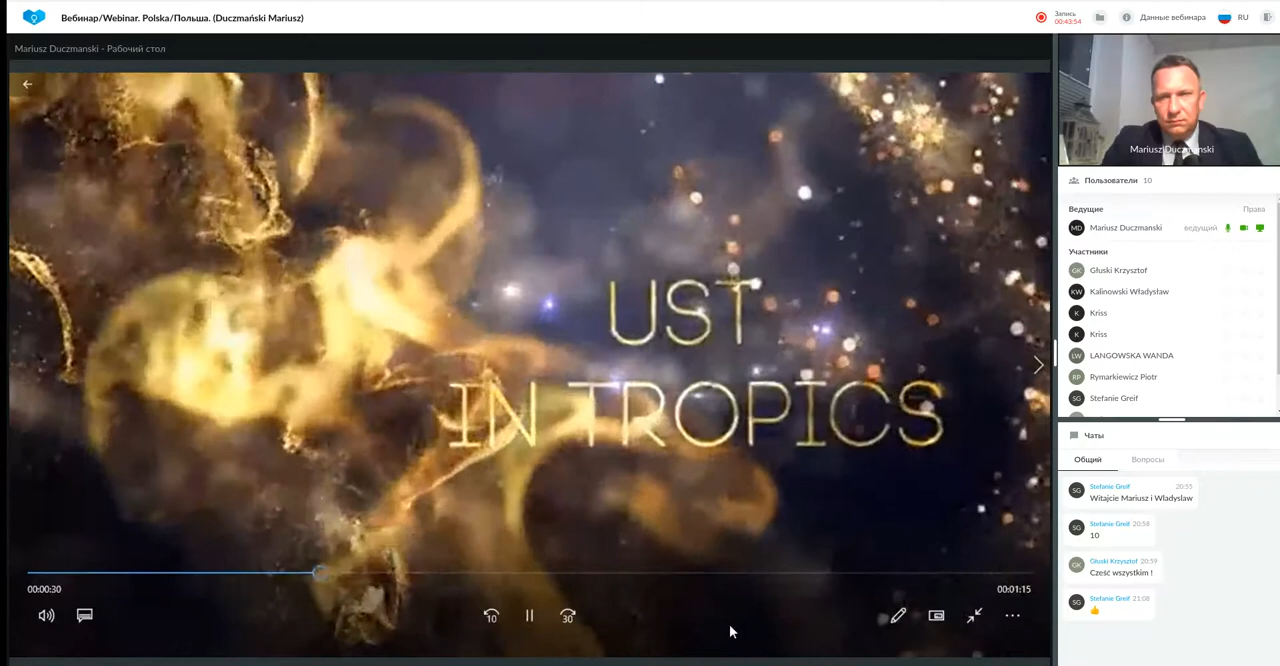 Вебинар/Webinar. Polska/Польша. (Duczmański Mariusz)
Запись
00:43:54
Данные вебинара
RU
Mariusz Duczmanski - Рабочий стол
UST
IN TROPICS
00:00:30
00:01:15
10
30
Mariusz Duczmanski
Пользователи 10
Ведущие Права
MD Mariusz Duczmanski ведущий
Участники
GK Głuski Krzysztof
KW Kalinowski Władysław
K Kriss
K Kriss
LW LANGOWSKA WANDA
RP Rymarkiewicz Piotr
SG Stefanie Greif
Чаты
Общий Вопросы
SG Stefanie Greif 20:55
Witajcie Mariusz i Wladyslaw
SG Stefanie Greif 20:58
10
GK Głuski Krzysztof 20:59
Cześć wszystkim !
SG Stefanie Greif 21:08
👍